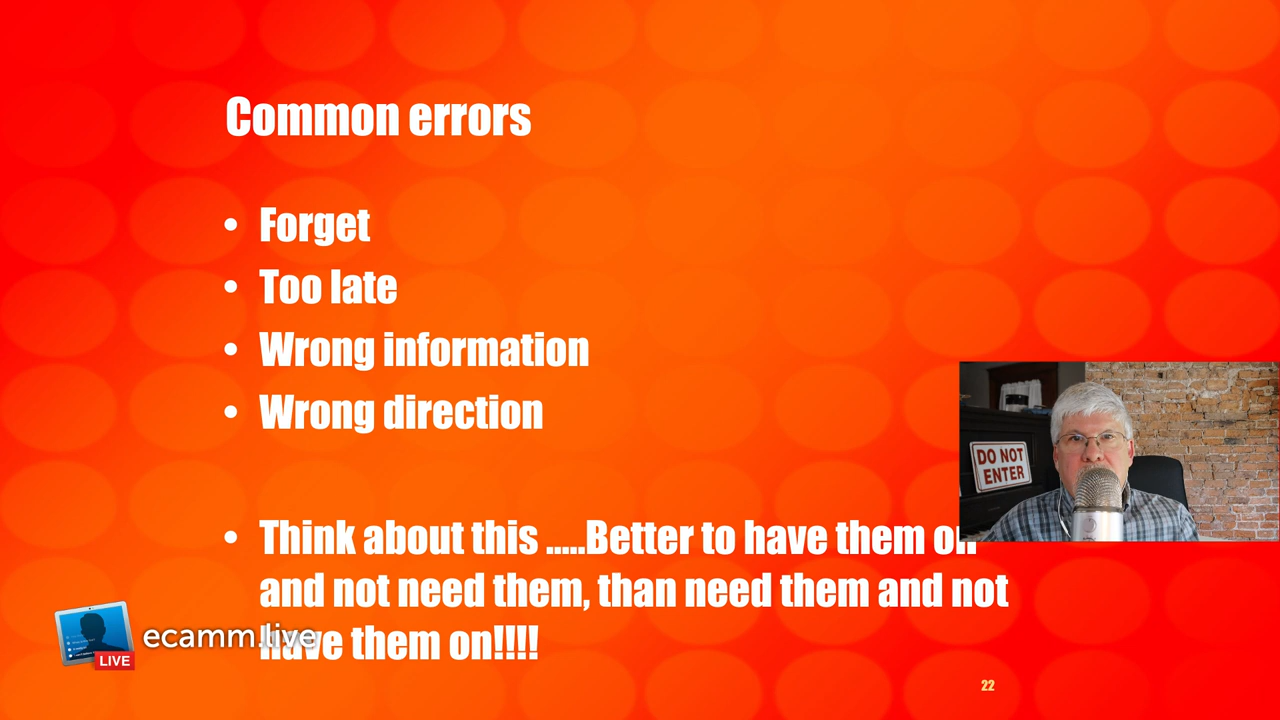 Common errors
• Forget
• Too late
• Wrong information
• Wrong direction
DO NOT
ENTER
• Think about this .....Better to have them on
and not need them, than need them and not
have them on!!!!
ecamm.live
LIVE
22